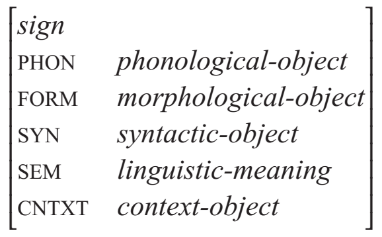 sign
PHON phonological-object
FORM morphological-object
SYN syntactic-object
SEM linguistic-meaning
CNTXT context-object